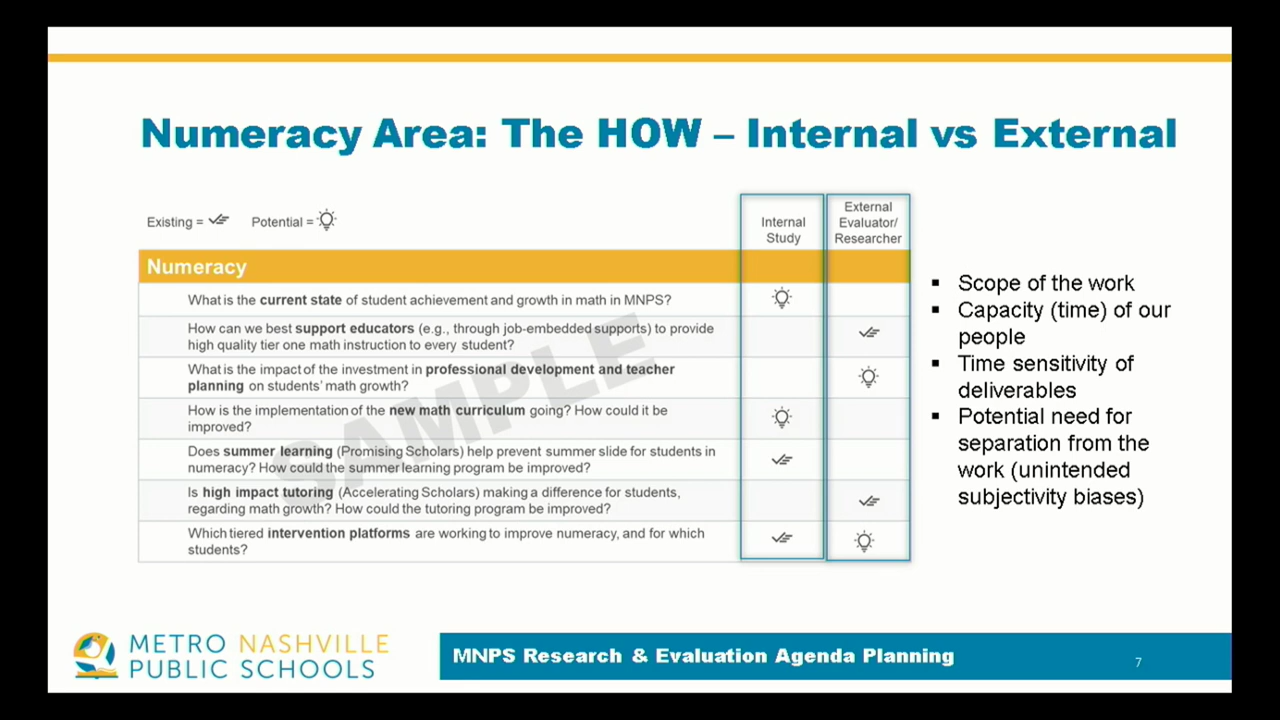 Numeracy Area: The HOW – Internal vs External
Existing =
Potential =
Internal
Study
External
Evaluator/
Researcher
Numeracy
What is the current state of student achievement and growth in math in MNPS?
How can we best support educators (e.g., through job-embedded supports) to provide
high quality tier one math instruction to every student?
What is the impact of the investment in professional development and teacher
planning on students' math growth?
How is the implementation of the new math curriculum going? How could it be
improved?
Does summer learning (Promising Scholars) help prevent summer slide for students in
numeracy? How could the summer learning program be improved?
Is high impact tutoring (Accelerating Scholars) making a difference for students,
regarding math growth? How could the tutoring program be improved?
Which tiered intervention platforms are working to improve numeracy, and for which
students?
SAMPLE
▪ Scope of the work
▪ Capacity (time) of our
people
▪ Time sensitivity of
deliverables
▪ Potential need for
separation from the
work (unintended
subjectivity biases)
METRO NASHVILLE
PUBLIC SCHOOLS
MNPS Research & Evaluation Agenda Planning
7